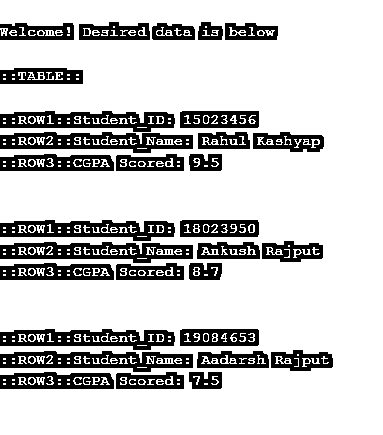 Welcome! Desired data is below
::TABLE::
::ROW1::Student_ID: 15023456
::ROW2::Student_Name: Rahul Kashyap
::ROW3::CGPA Scored: 9.5
::ROW1::Student_ID: 18023950
::ROW2::Student_Name: Ankush Rajput
::ROW3::CGPA Scored: 8.7
::ROW1::Student_ID: 19084653
::ROW2::Student_Name: Aadarsh Rajput
::ROW3::CGPA Scored: 7.5